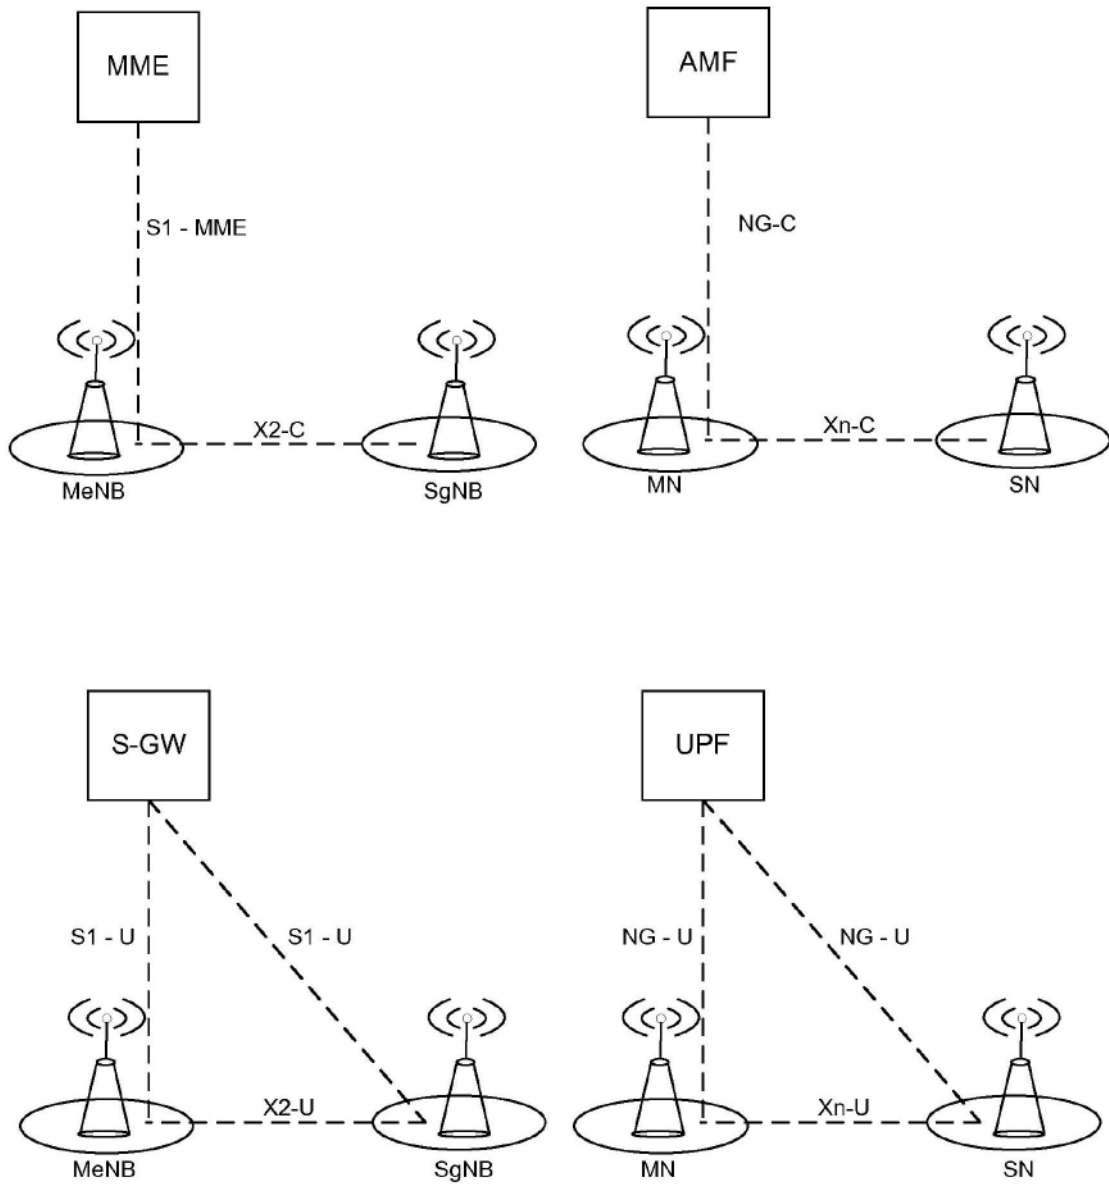 MME
AMF
S1 - MME
NG-C
X2-C
Xn-C
MeNB
SgNB
MN
SN
S-GW
UPF
S1 - U
S1 - U
NG - U
NG - U
X2-U
Xn-U
MeNB
SgNB
MN
SN